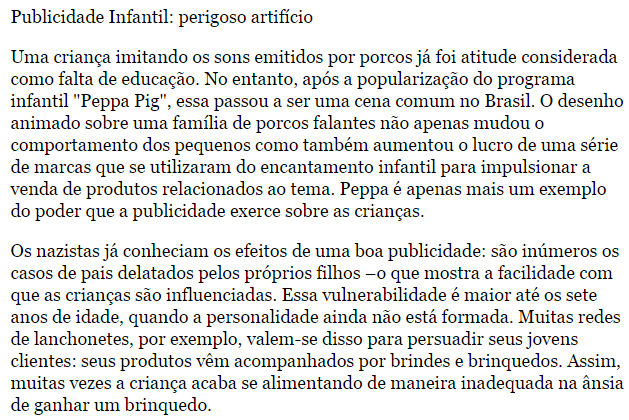 Publicidade Infantil: perigoso artifício
Uma criança imitando os sons emitidos por porcos já foi atitude considerada
como falta de educação. No entanto, após a popularização do programa
infantil "Peppa Pig", essa passou a ser uma cena comum no Brasil. O desenho
animado sobre uma família de porcos falantes não apenas mudou o
comportamento dos pequenos como também aumentou o lucro de uma série
de marcas que se utilizaram do encantamento infantil para impulsionar a
venda de produtos relacionados ao tema. Peppa é apenas mais um exemplo
do poder que a publicidade exerce sobre as crianças.
Os nazistas já conheciam os efeitos de uma boa publicidade: são inúmeros os
casos de pais delatados pelos próprios filhos –o que mostra a facilidade com
que as crianças são influenciadas. Essa vulnerabilidade é maior até os sete
anos de idade, quando a personalidade ainda não está formada. Muitas redes
de lanchonetes, por exemplo, valem-se disso para persuadir seus jovens
clientes: seus produtos vêm acompanhados por brindes e brinquedos. Assim,
muitas vezes a criança acaba se alimentando de maneira inadequada na ânsia
de ganhar um brinquedo.